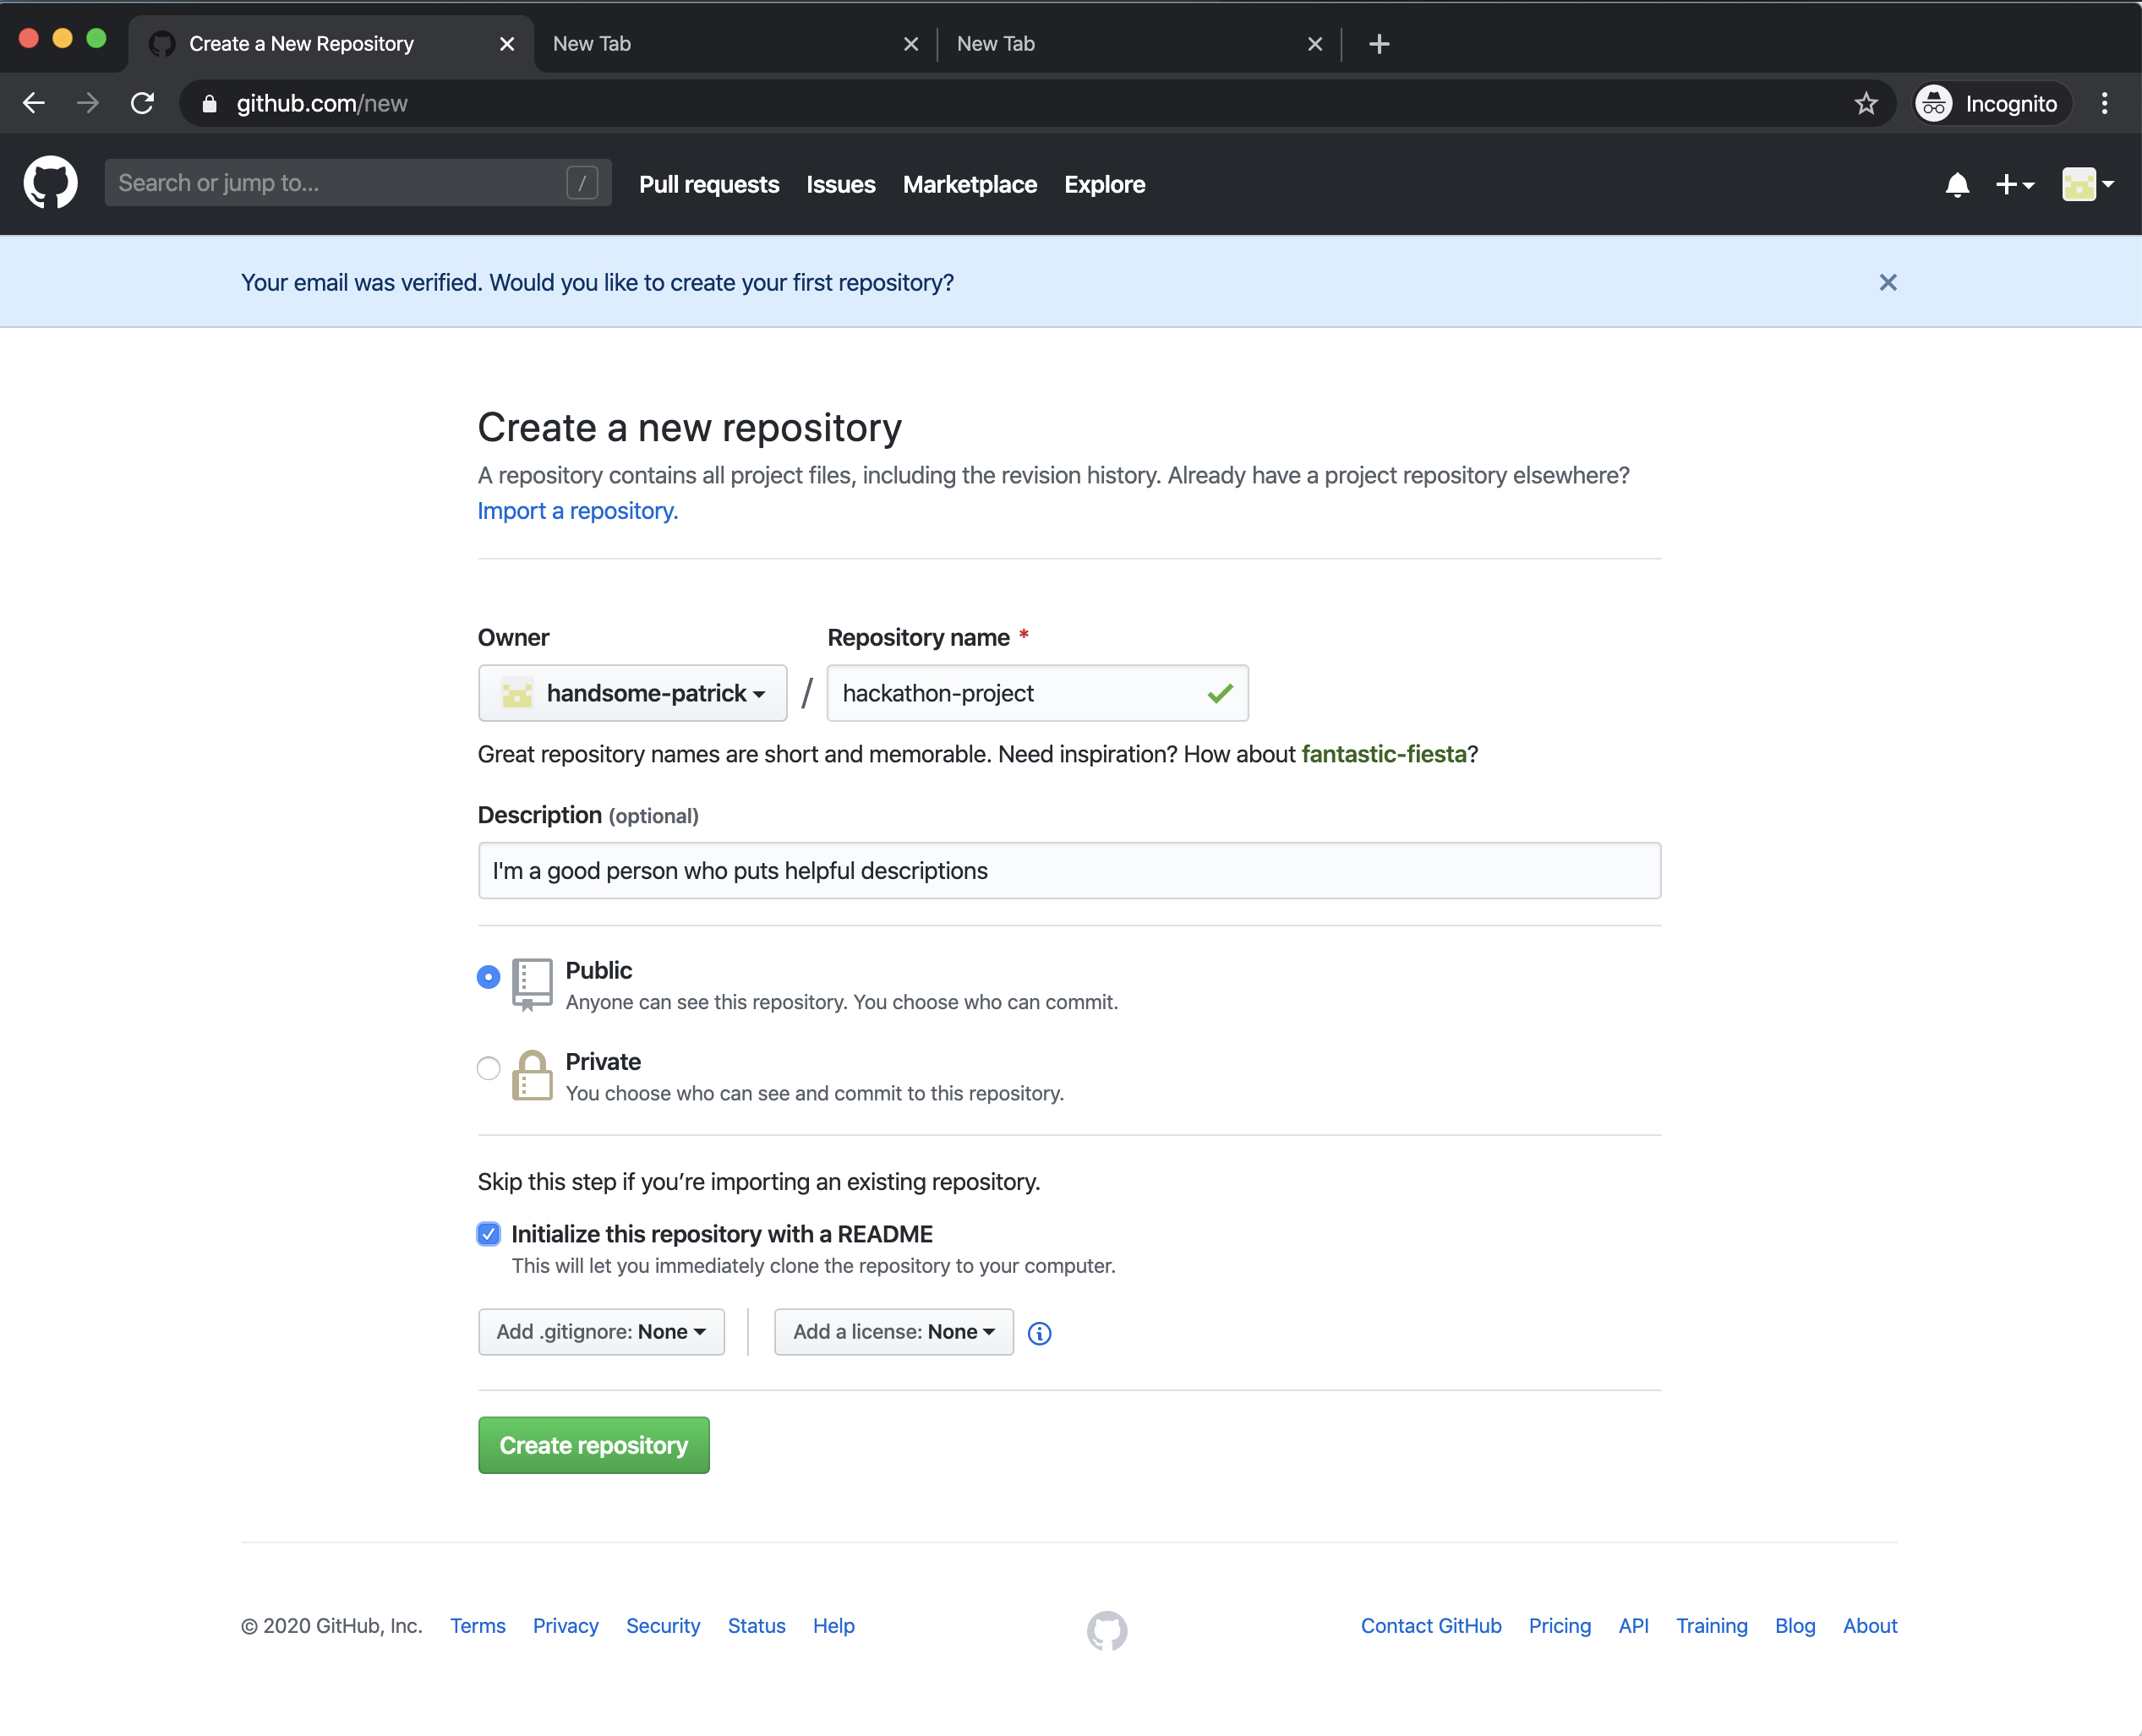 Create a New Repository
New Tab
New Tab
github.com/new
Incognito
Search or jump to...
/
Pull requests
Issues
Marketplace
Explore
Your email was verified. Would you like to create your first repository?
Create a new repository
A repository contains all project files, including the revision history. Already have a project repository elsewhere?
Import a repository.
Owner
Repository name *
handsome-patrick
/
hackathon-project
Great repository names are short and memorable. Need inspiration? How about fantastic-fiesta?
Description (optional)
I'm a good person who puts helpful descriptions
Public
Anyone can see this repository. You choose who can commit.
Private
You choose who can see and commit to this repository.
Skip this step if you’re importing an existing repository.
Initialize this repository with a README
This will let you immediately clone the repository to your computer.
Add .gitignore: None
Add a license: None
Create repository
© 2020 GitHub, Inc.
Terms
Privacy
Security
Status
Help
Contact GitHub
Pricing
API
Training
Blog
About